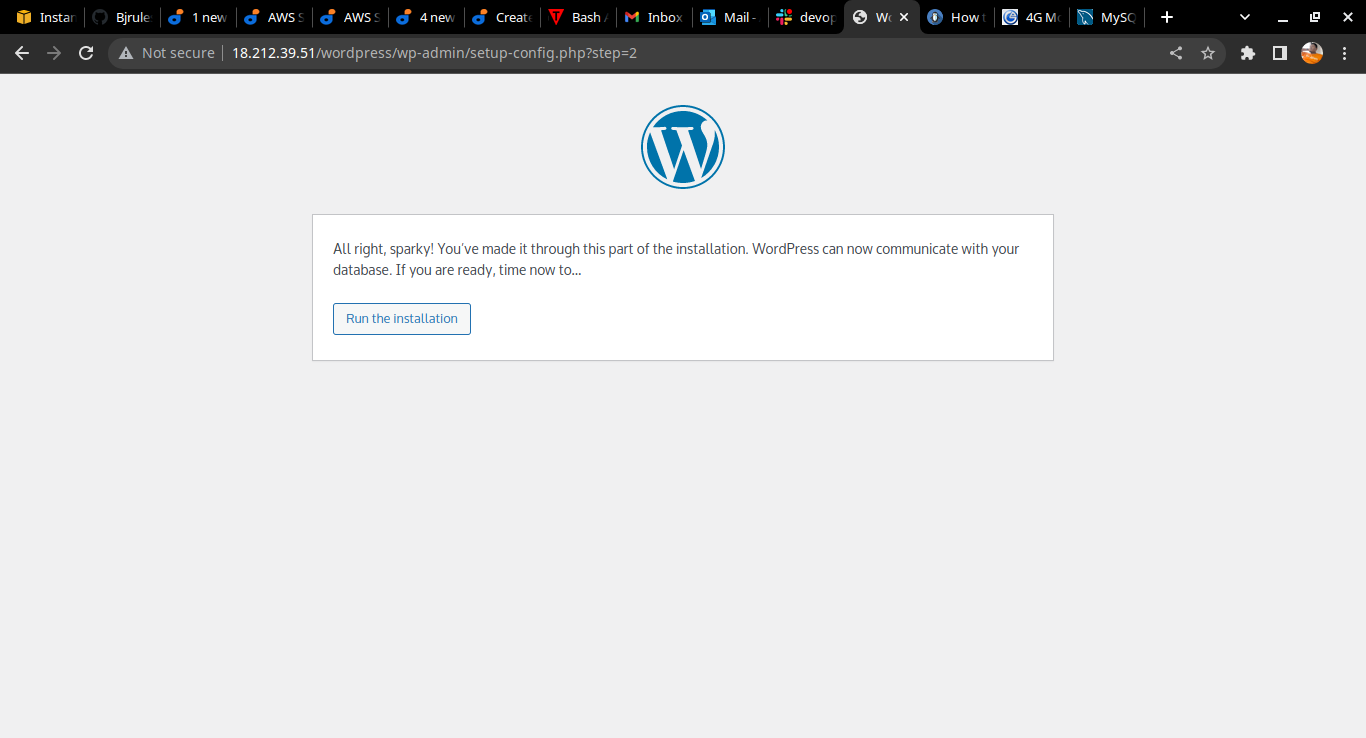 Instan
Bjrule
1 new
AWS S
AWS S
4 new
Create
Bash
Inbox
Mail -
devop
Wo
How t
4G Mo
MySQ
Not secure
18.212.39.51/wordpress/wp-admin/setup-config.php?step=2
W
All right, sparky! You’ve made it through this part of the installation. WordPress can now communicate with your
database. If you are ready, time now to…
Run the installation